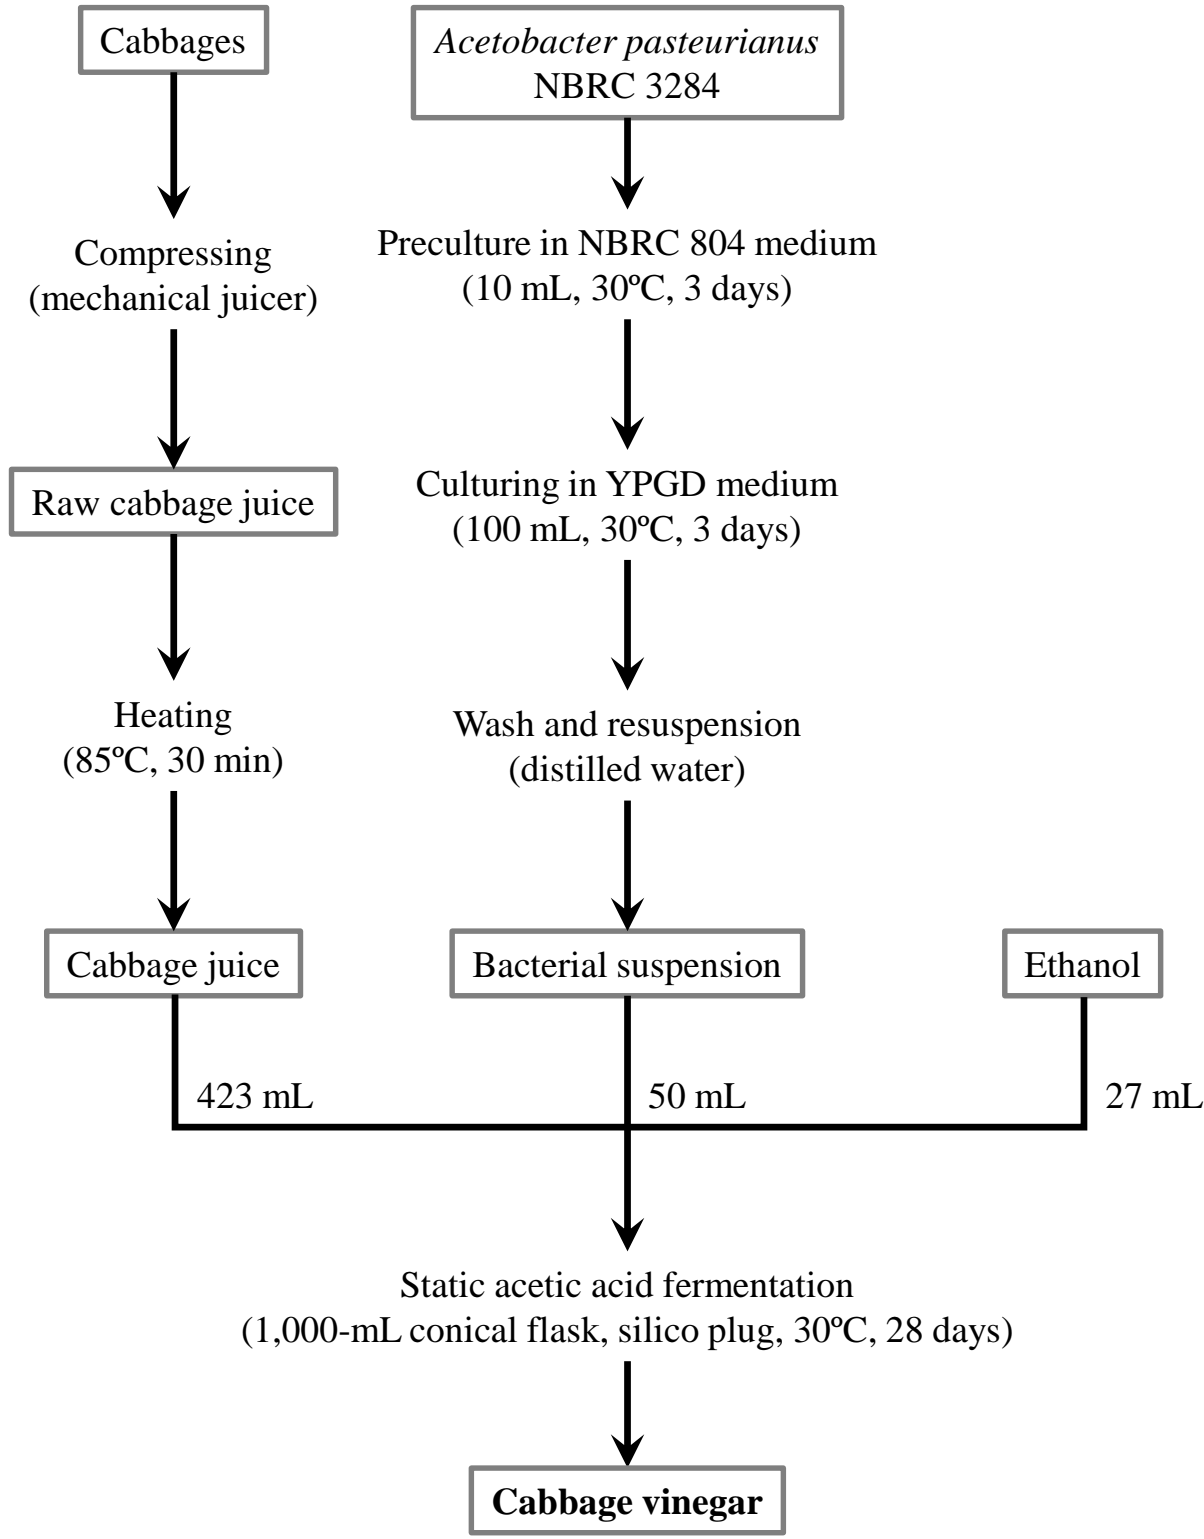 Cabbages
Compressing
(mechanical juicer)
Raw cabbage juice
Heating
(85ºC, 30 min)
Cabbage juice
423 mL
Acetobacter pasteurianus
NBRC 3284
Preculture in NBRC 804 medium
(10 mL, 30ºC, 3 days)
Culturing in YPGD medium
(100 mL, 30ºC, 3 days)
Wash and resuspension
(distilled water)
Bacterial suspension
50 mL
Ethanol
27 mL
Static acetic acid fermentation
(1,000-mL conical flask, silico plug, 30ºC, 28 days)
Cabbage vinegar